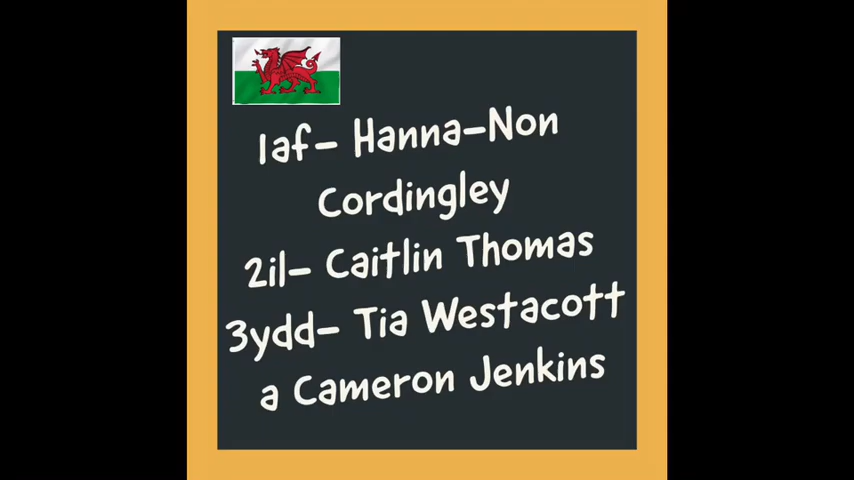 1af- Hanna-Non
Cordingley
2il- Caitlin Thomas
3ydd- Tia Westacott
a Cameron Jenkins